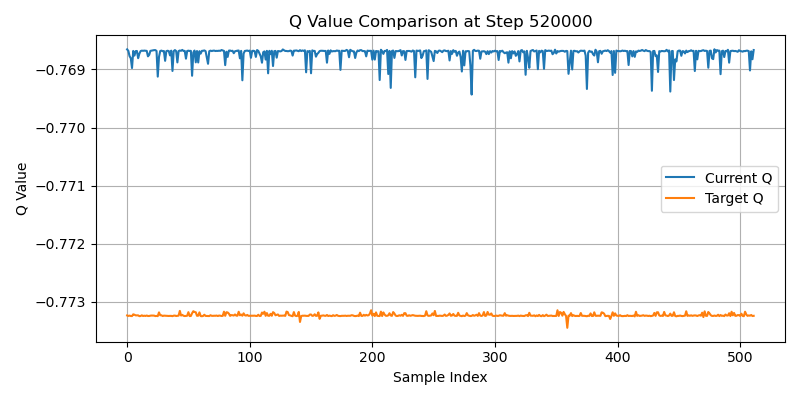 Q Value Comparison at Step 520000
−0.769
−0.770
−0.771
−0.772
−0.773
Q Value
Current Q
Target Q
0
100
200
300
400
500
Sample Index